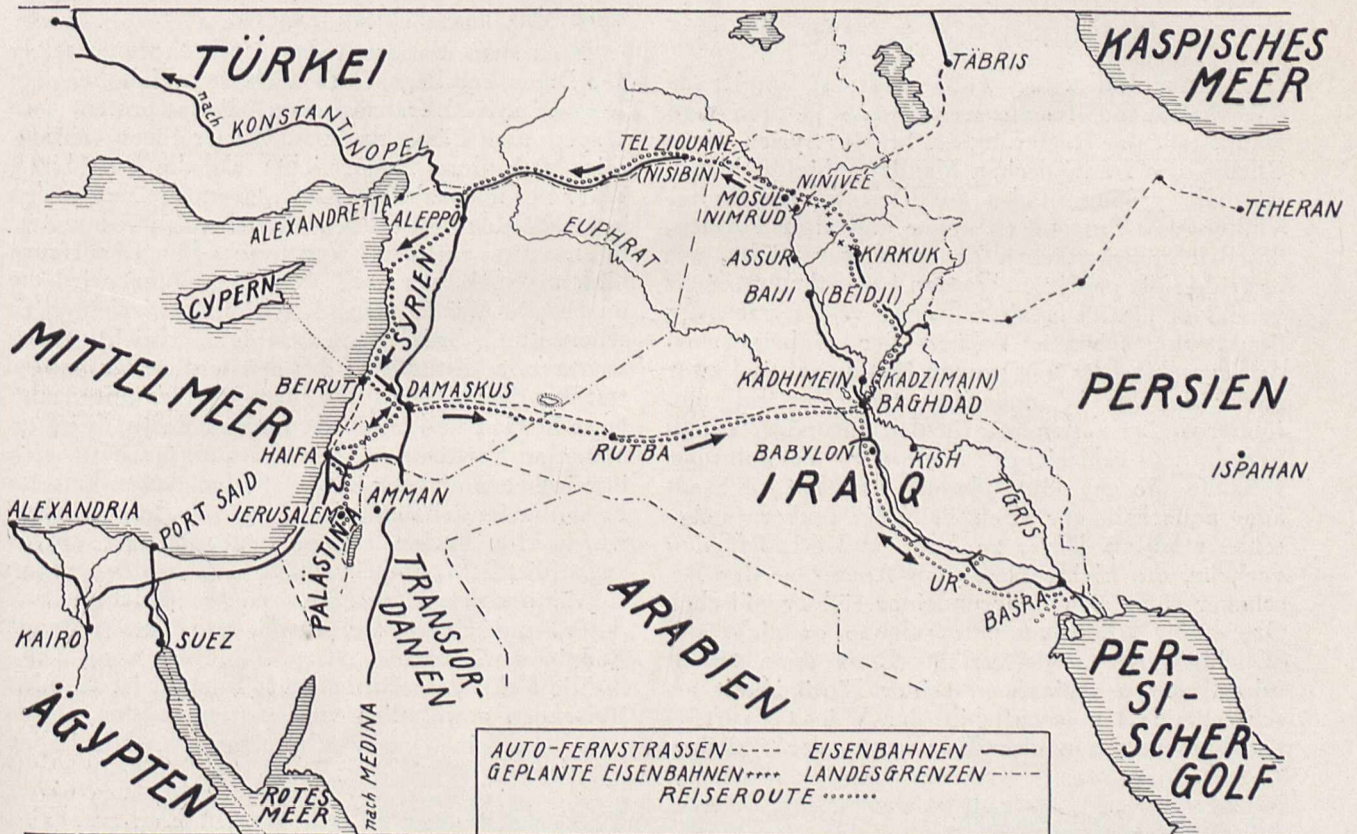 TÜRKEI
KASPISCHES
MEER
TÄBRIS
nach
KONSTANTINOPEL
TEL ZIOUANE
(NISIBIN)
NINIVEE
MOSUL
NIMRUD
TEHERAN
ALEXANDRETTA
ALEPPO
EUPHRAT
ASSUR
KIRKUK
BAIJI
(BEIDJI)
CYPERN
SYRIEN
MITTELMEER
BEIRUT
DAMASKUS
KADHIMEIN
(KADZIMAIN)
BAGHDAD
PERSIEN
HAIFA
RUTBA
BABYLON
KISH
ISPAHAN
IRAQ
TIGRIS
ALEXANDRIA
PORT SAID
JERUSALEM
AMMAN
PALÄSTINA
TRANSJOR-
DANIEN
ARABIEN
UR
BASRA
KAIRO
SUEZ
ÄGYPTEN
ROTES
MEER
nach MEDINA
PER-
SI-
SCHER
GOLF
AUTO-FERNSTRASSEN EISENBAHNEN
GEPLANTE EISENBAHNEN LANDESGRENZEN
REISEROUTE